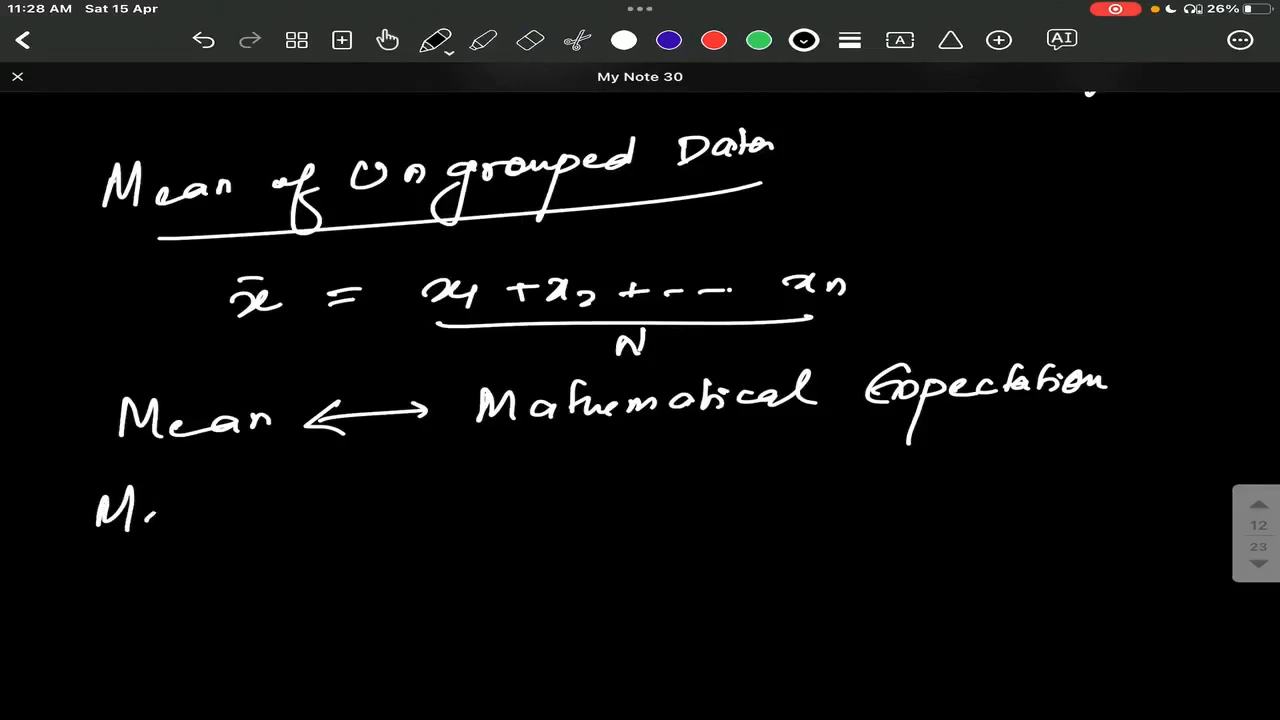 11:28 AM Sat 15 Apr
26%
A
AI
My Note 30
Mean of Ungrouped Data
x̄ = x1 + x2 + ... xn
N
Mean ↔ Mathematical Expectation
M
12
23